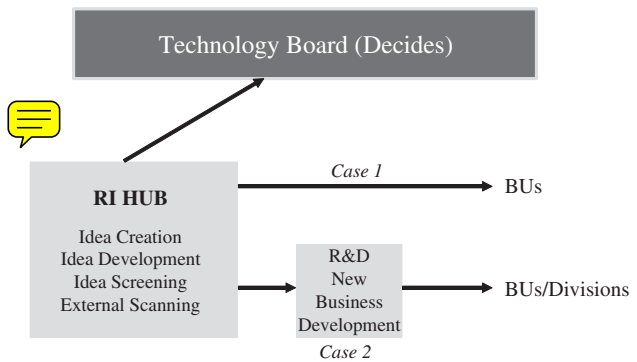 Technology Board (Decides)
Case 1
RI HUB
BUs
Idea Creation
Idea Development
Idea Screening
External Scanning
R&D
New
Business
Development
BUs/Divisions
Case 2